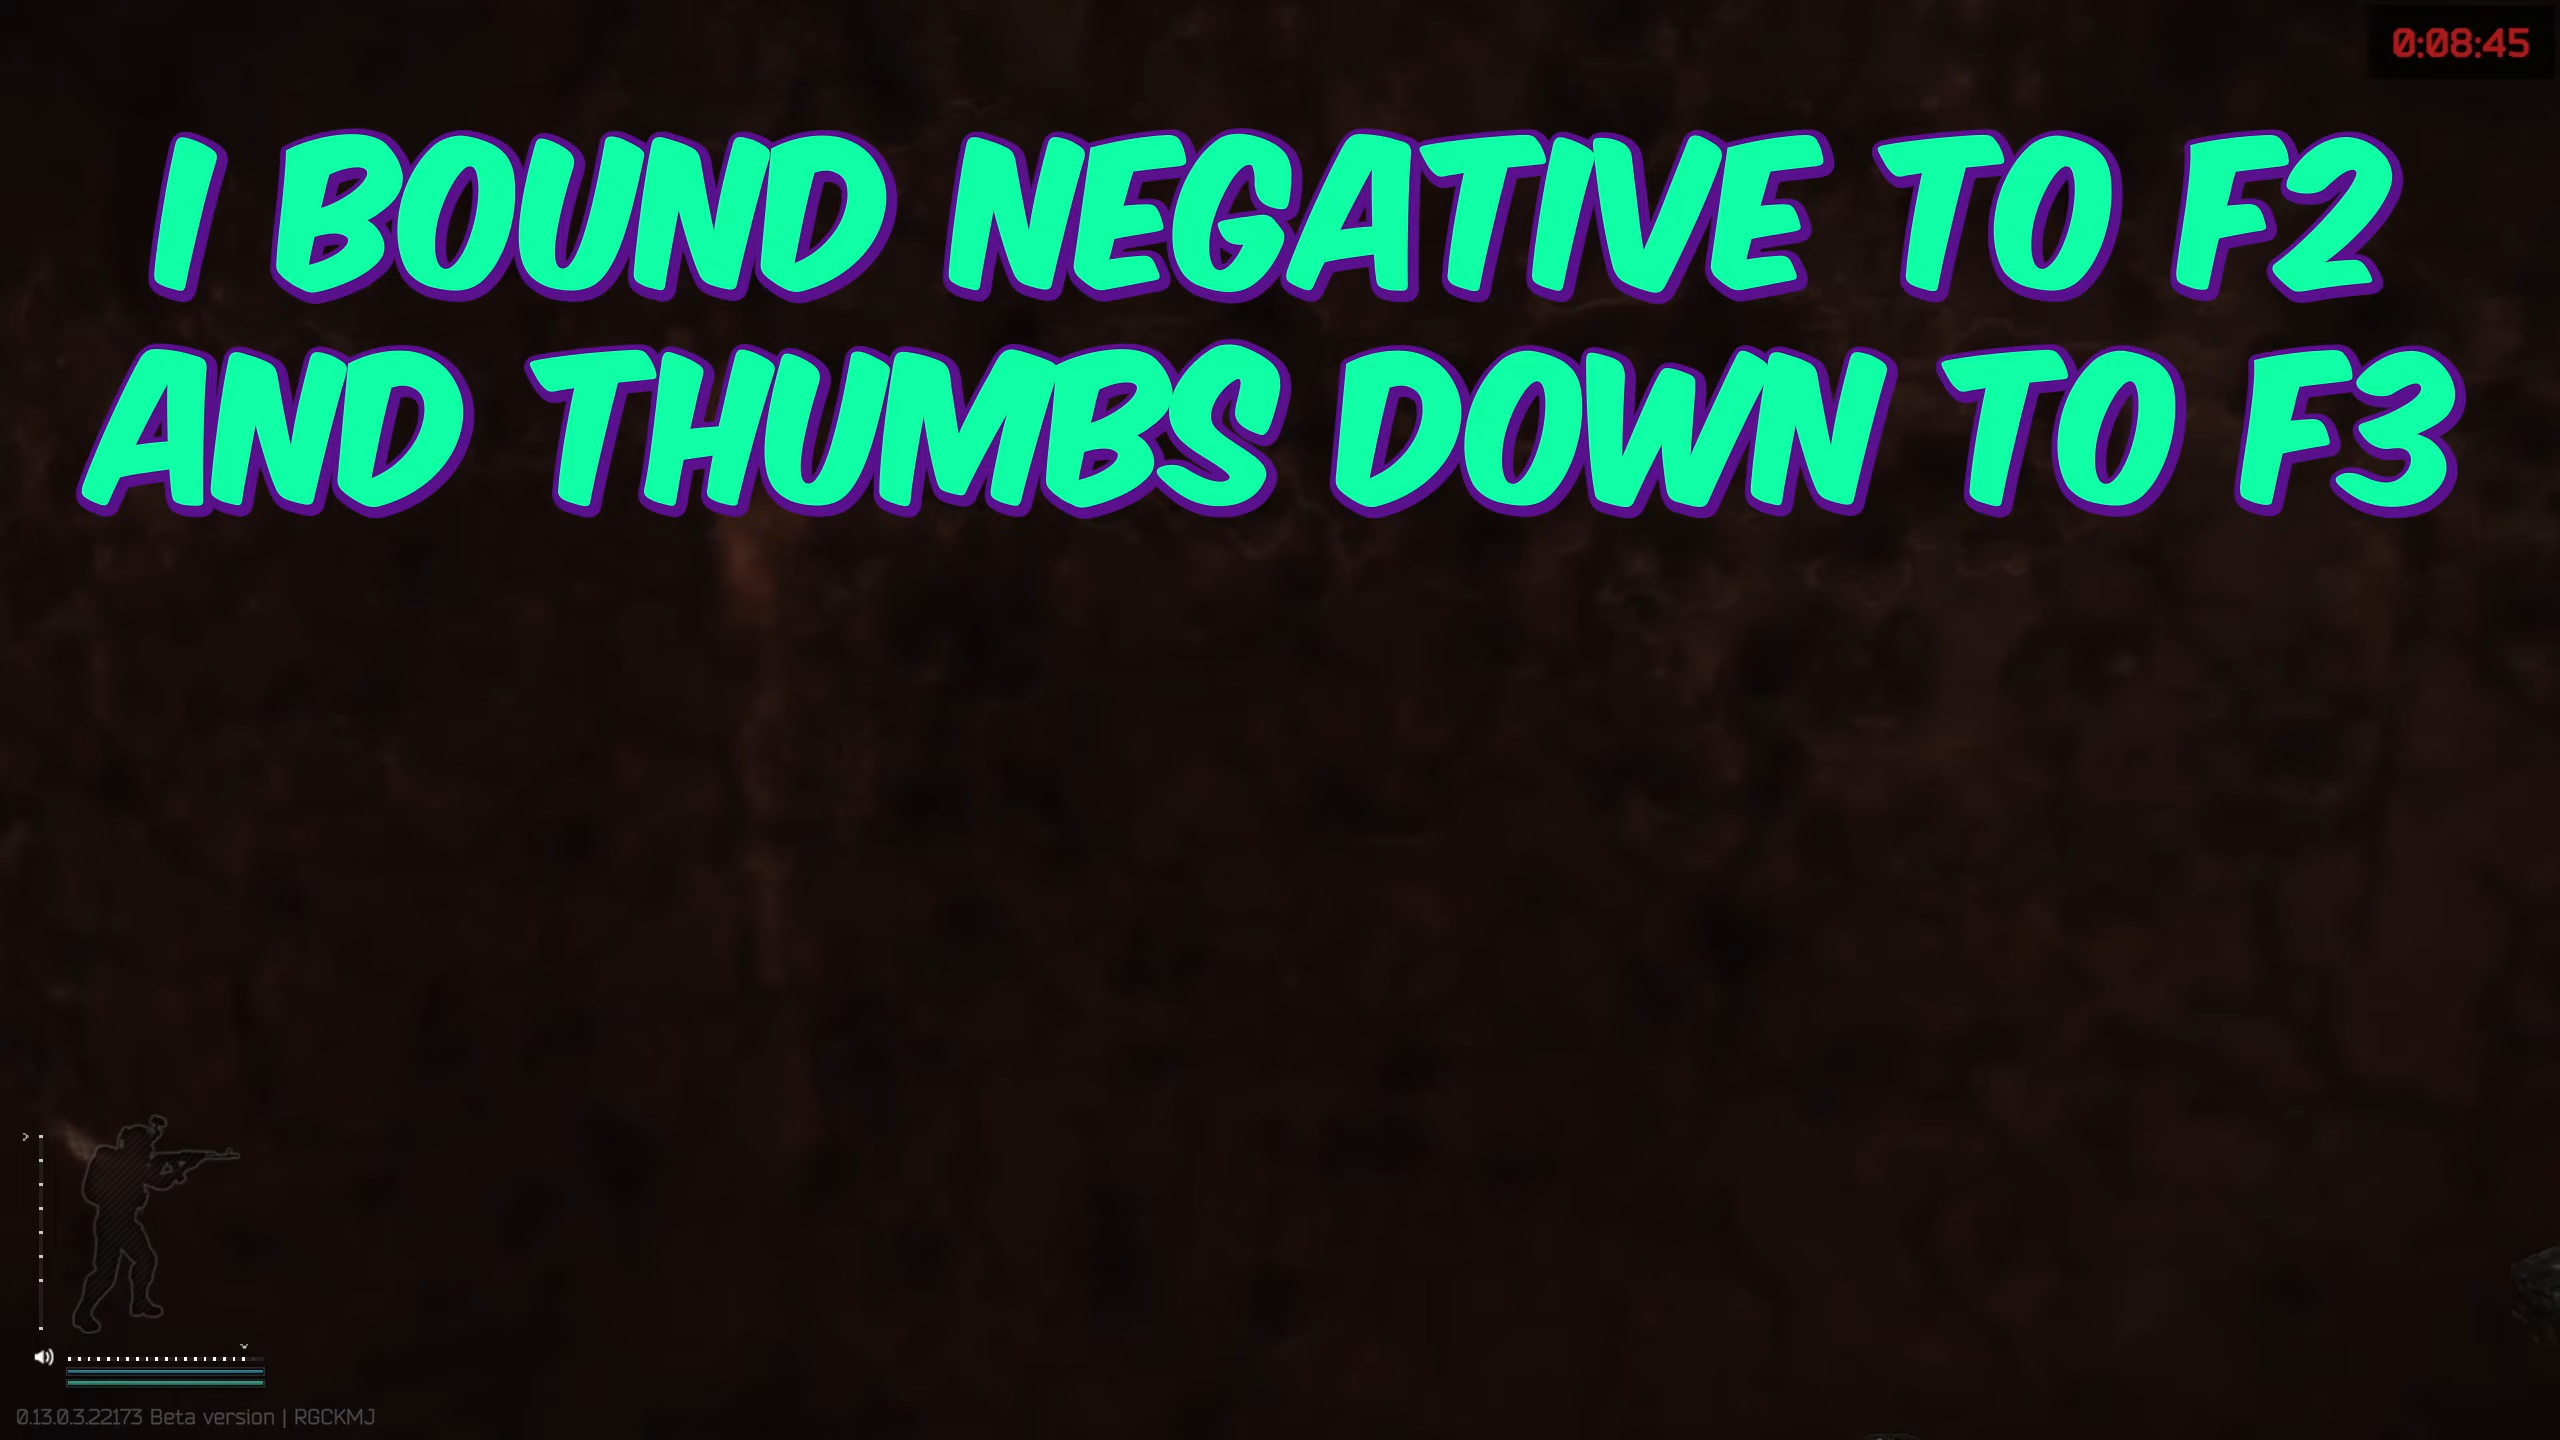 0:08:45
I BOUND NEGATIVE TO F2
AND THUMBS DOWN TO F3
0.13.0.3.22173 Beta version | RGCKMJ